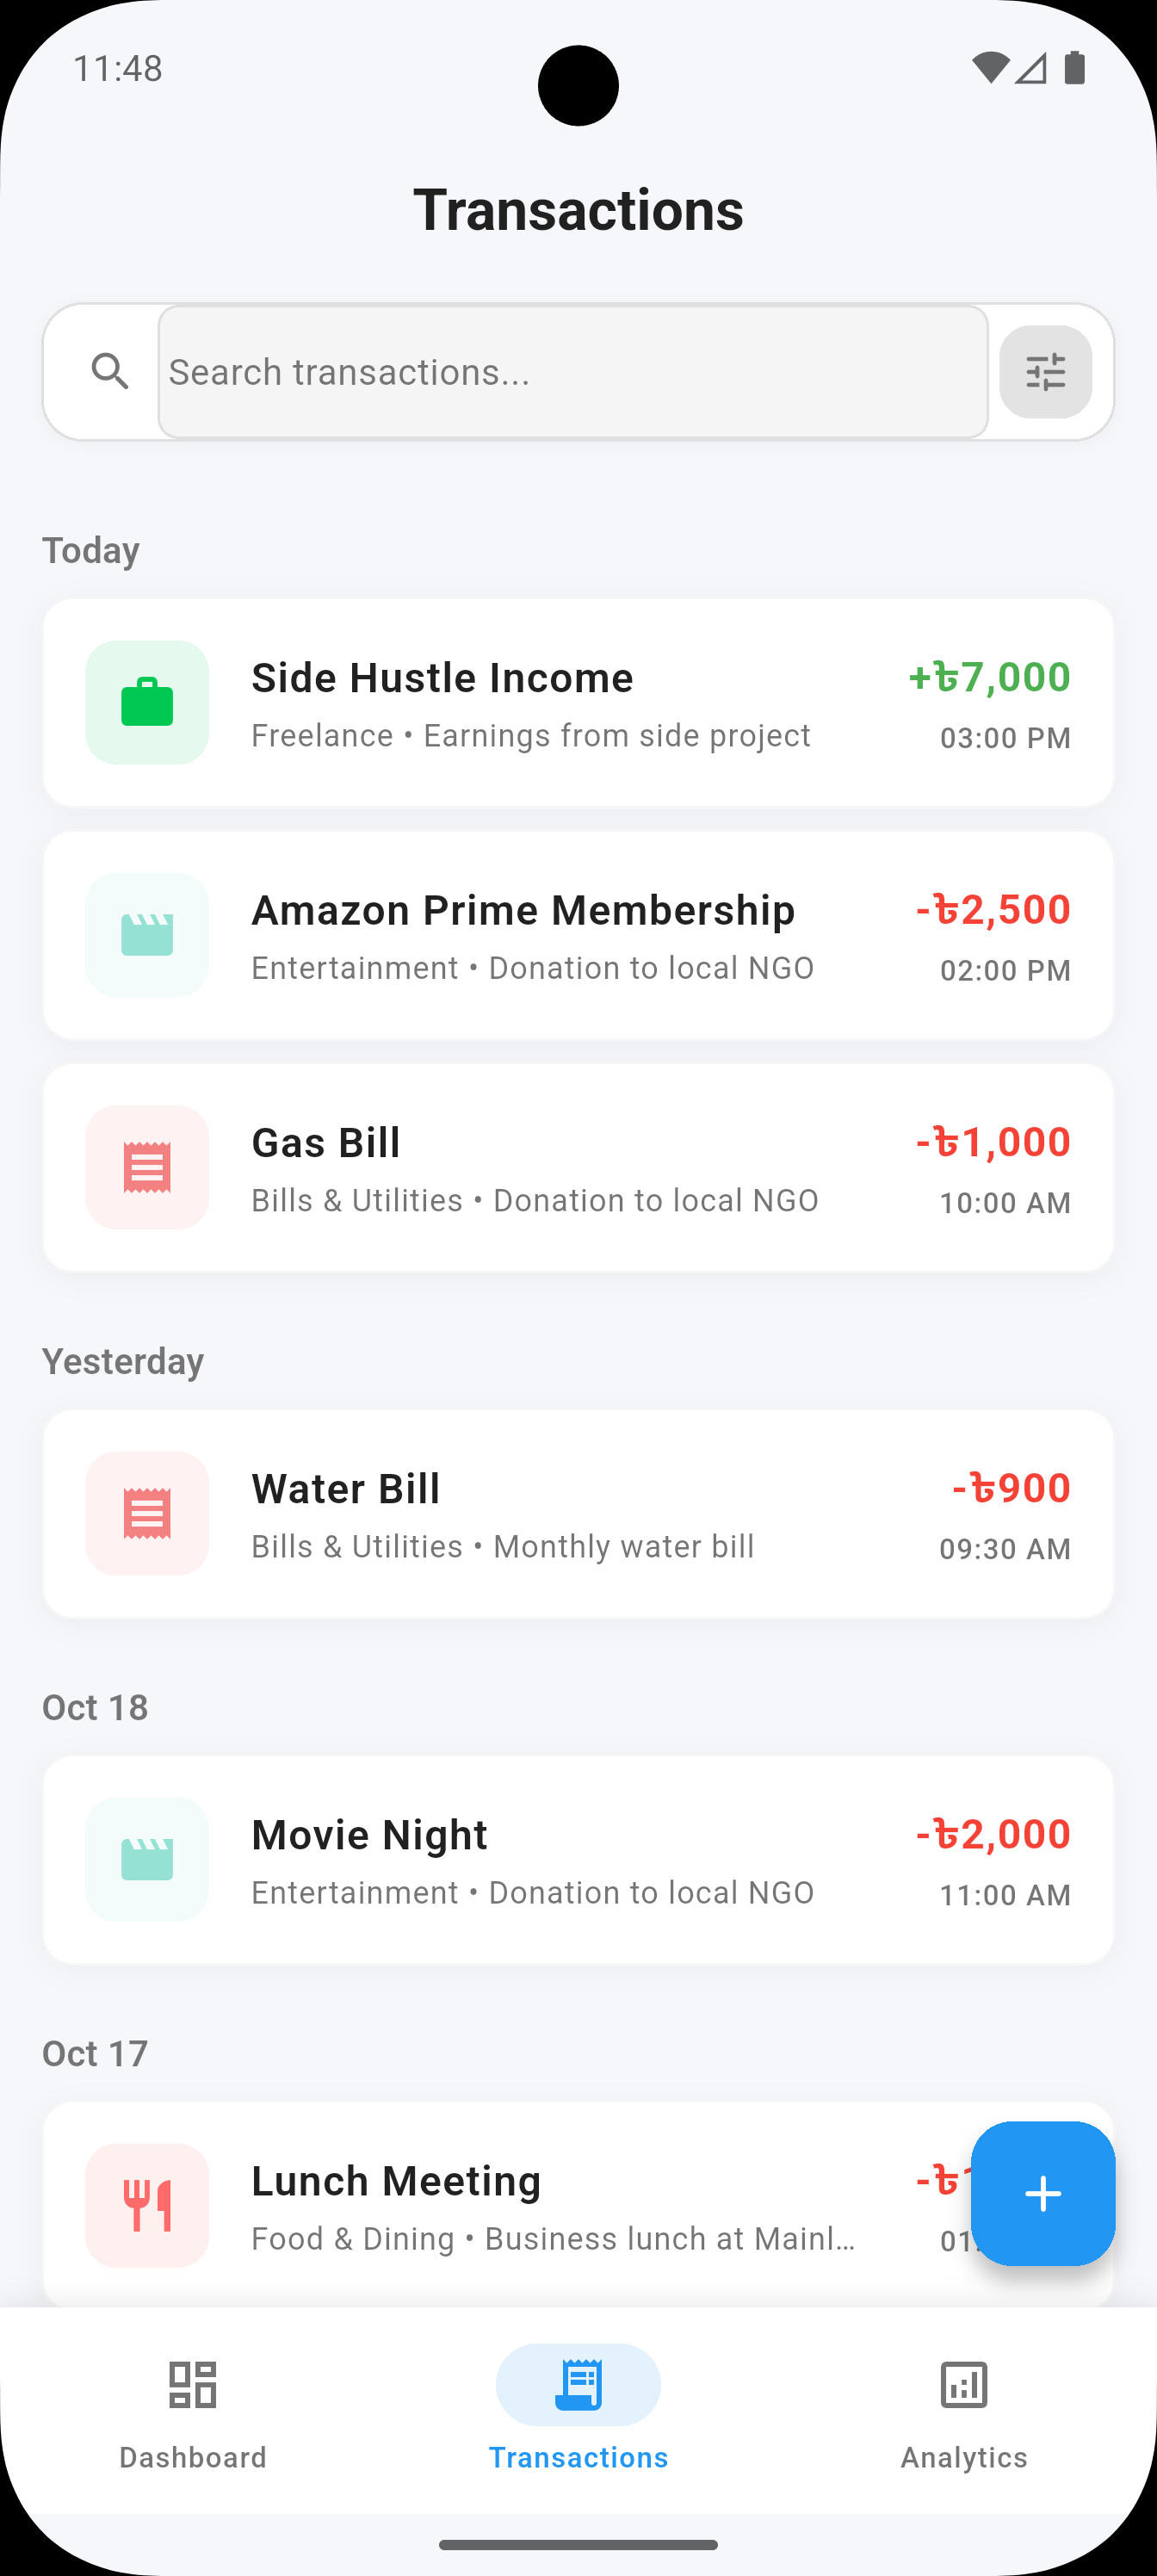 11:48
Transactions
Search transactions...
Today
Side Hustle Income
+৳7,000
Freelance • Earnings from side project
03:00 PM
Amazon Prime Membership
-৳2,500
Entertainment • Donation to local NGO
02:00 PM
Gas Bill
-৳1,000
Bills & Utilities • Donation to local NGO
10:00 AM
Yesterday
Water Bill
-৳900
Bills & Utilities • Monthly water bill
09:30 AM
Oct 18
Movie Night
-৳2,000
Entertainment • Donation to local NGO
11:00 AM
Oct 17
Lunch Meeting
Food & Dining • Business lunch at Mainl...
Dashboard
Transactions
Analytics